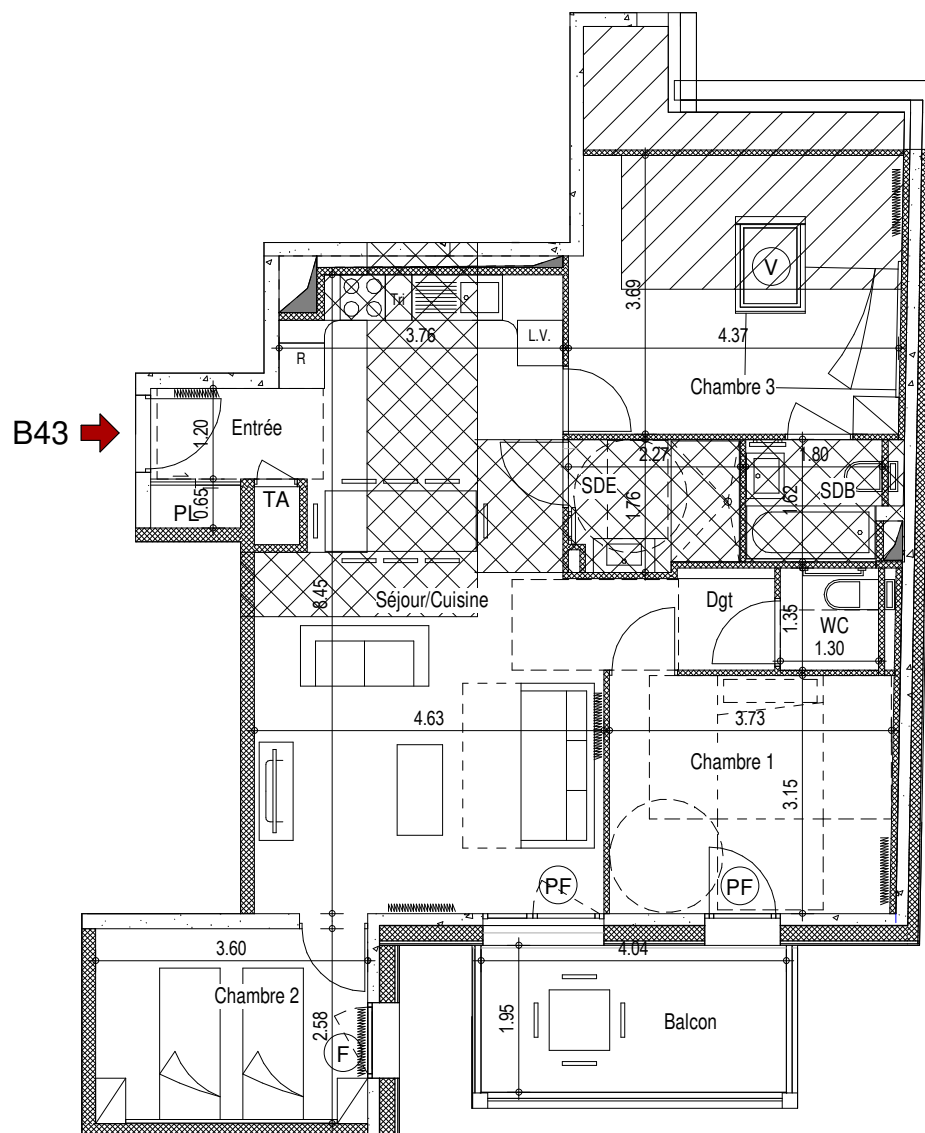 V
3.69
Tri
3.76
L.V.
4.37
R
Chambre 3
B43
Entrée
1.20
2.27
1.80
SDE
SDB
1.76
1.62
TA
PL
0.65
8.45
Séjour/Cuisine
Dgt
1.35
WC
1.30
4.63
3.73
Chambre 1
3.15
PF
PF
3.60
4.04
Chambre 2
2.58
1.95
Balcon
F